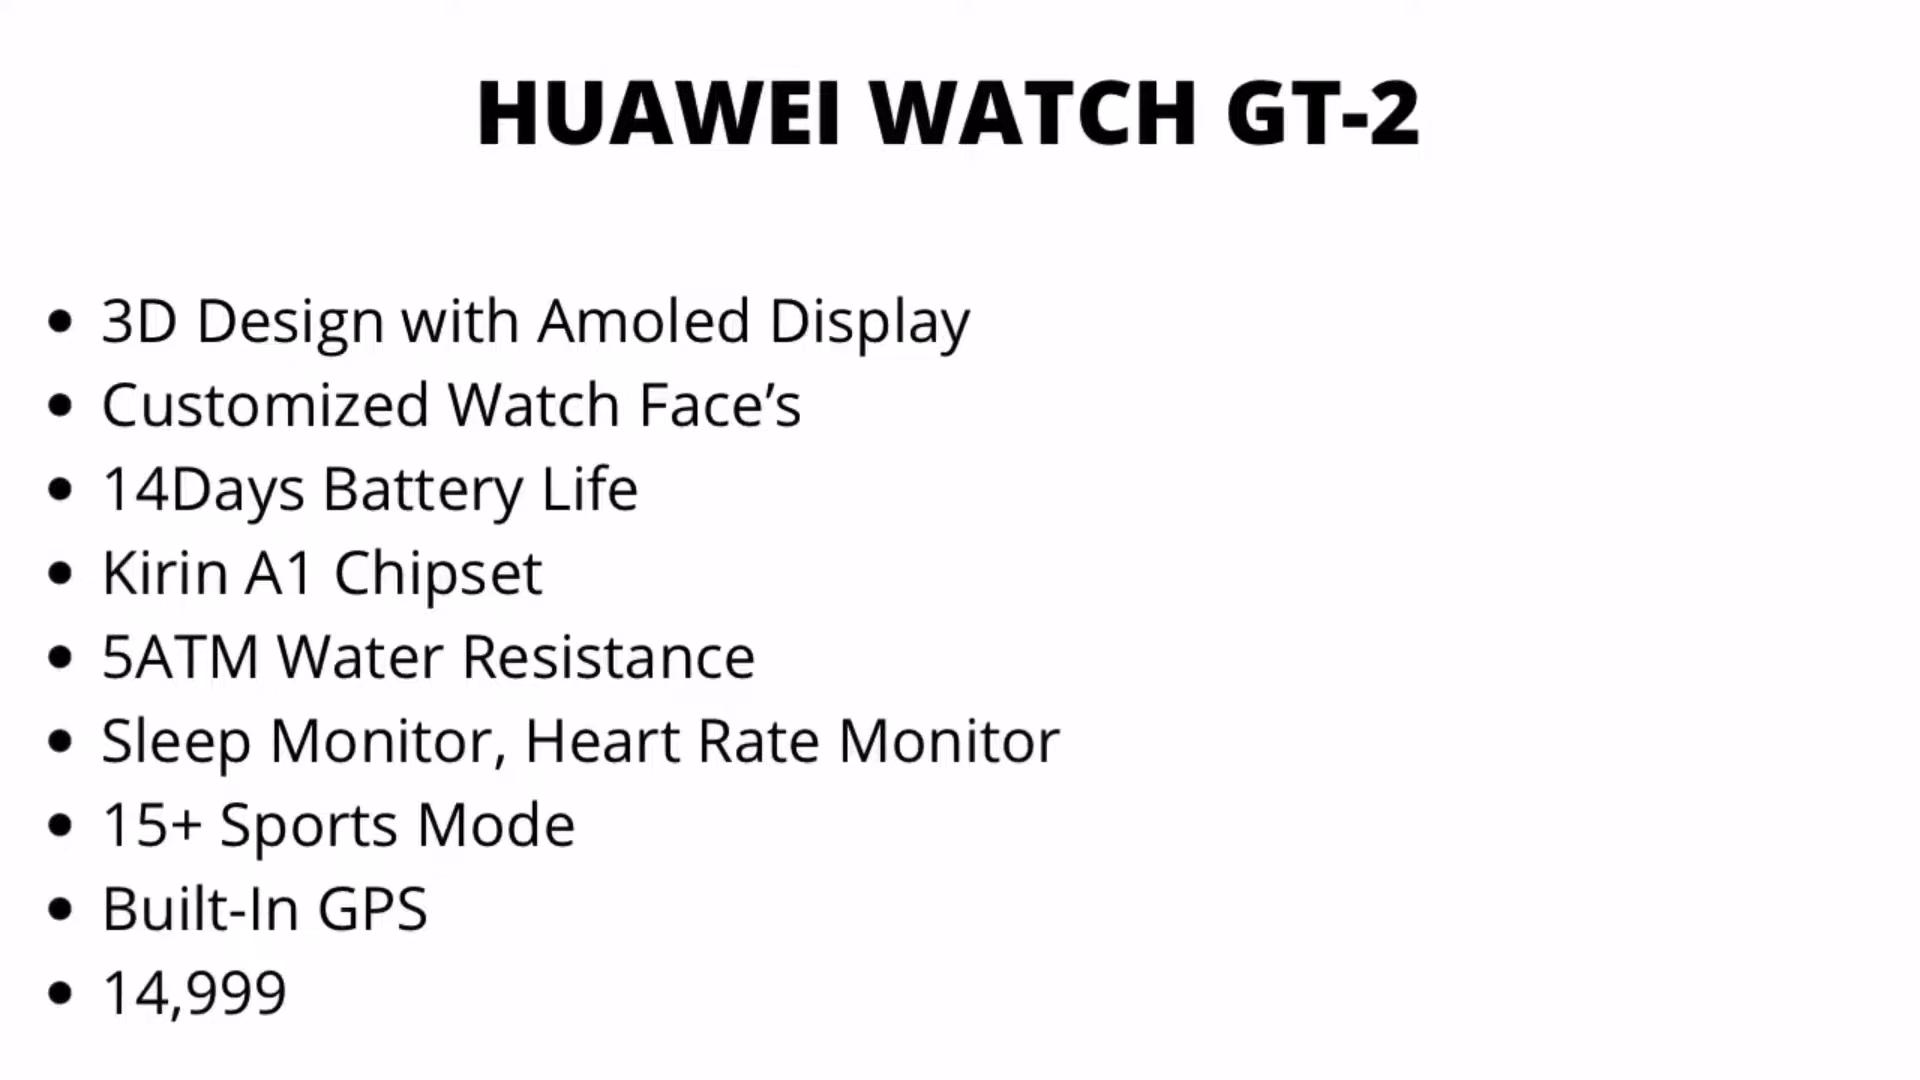 HUAWEI WATCH GT-2
• 3D Design with Amoled Display
• Customized Watch Face’s
• 14Days Battery Life
• Kirin A1 Chipset
• 5ATM Water Resistance
• Sleep Monitor, Heart Rate Monitor
• 15+ Sports Mode
• Built-In GPS
• 14,999